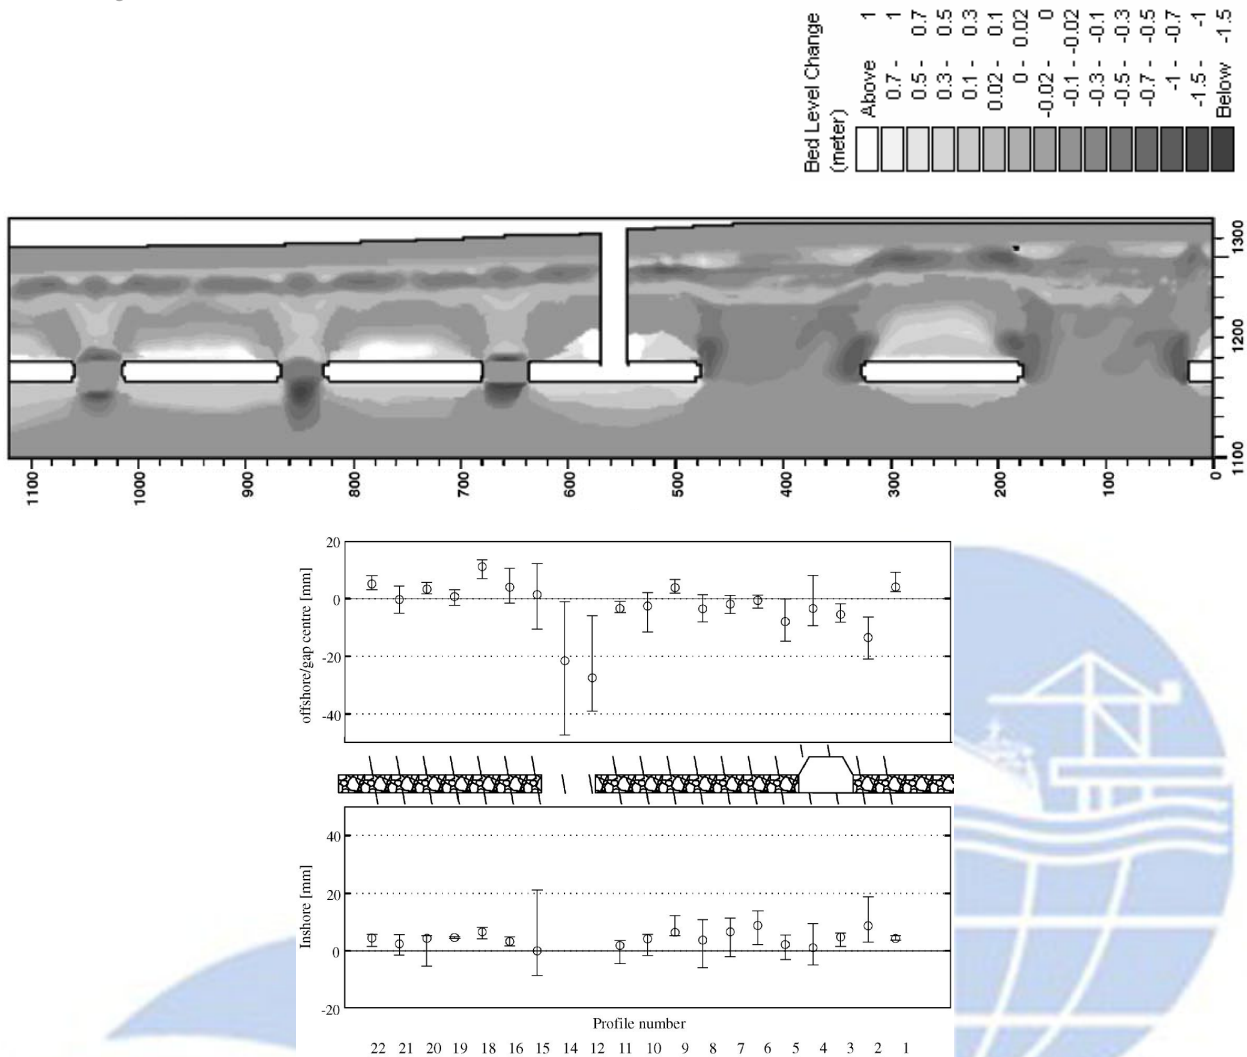 Bed Level Change
(meter)
Above 1
0.7 - 1
0.5 - 0.7
0.3 - 0.5
0.1 - 0.3
0.02 - 0.1
0 - 0.02
-0.02 - 0
-0.1 - -0.02
-0.3 - -0.1
-0.5 - -0.3
-0.7 - -0.5
-1 - -0.7
-1.5 - -1
Below -1.5
1300
1200
1100
1100 1000 900 800 700 600 500 400 300 200 100 0
offshore/gap centre [mm]
20
0
-20
-40
Inshore [mm]
40
20
0
-20
Profile number
22 21 20 19 18 16 15 14 12 11 10 9 8 7 6 5 4 3 2 1